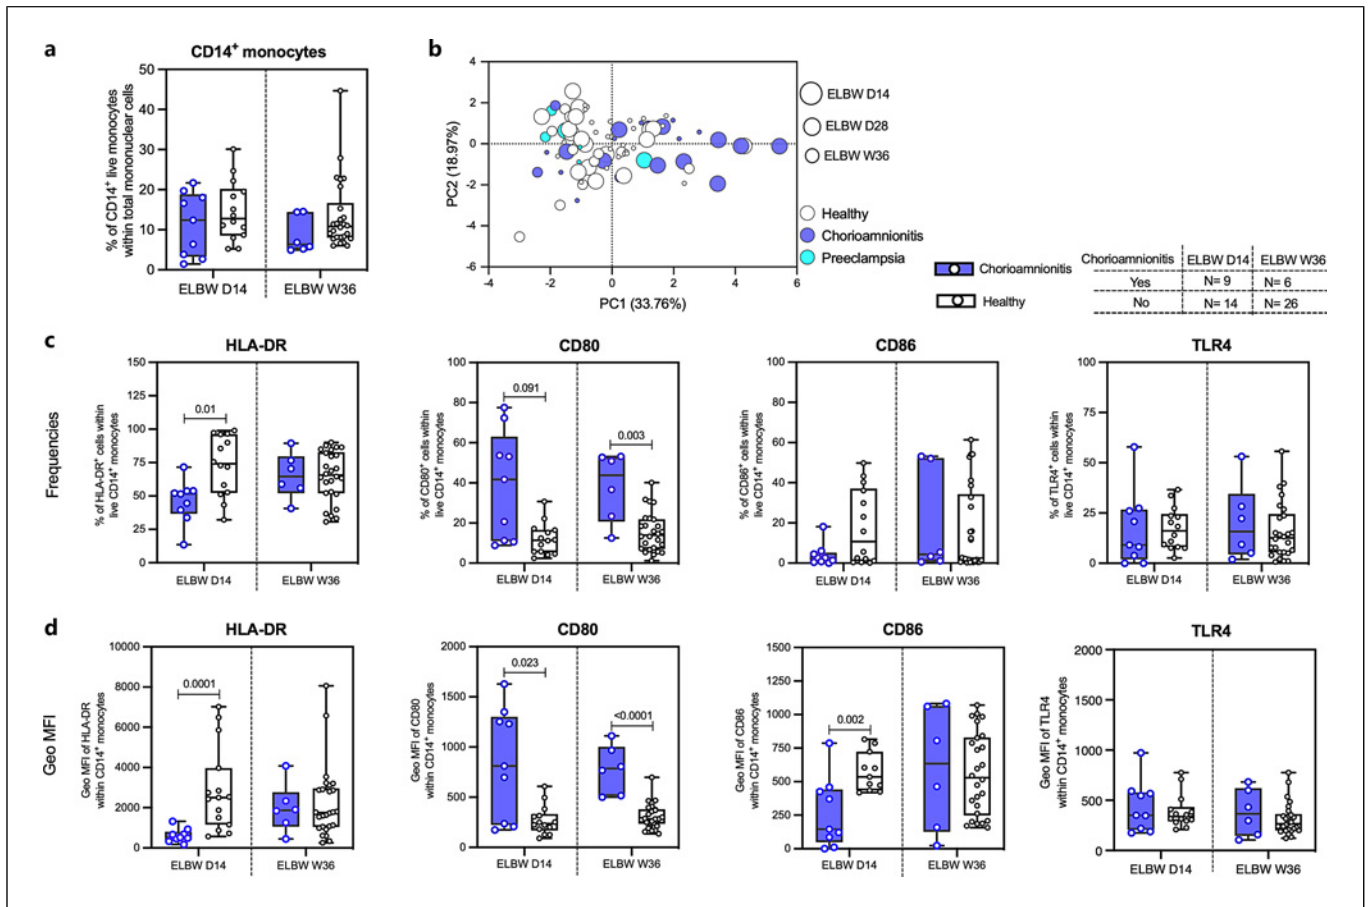 a
CD14+ monocytes
% of CD14+ live monocytes
within total mononuclear cells
50
40
30
20
10
0
ELBW D14
ELBW W36
b
PC2 (18.97%)
4
2
0
-2
-4
-6
-4
-2
0
2
4
6
PC1 (33.76%)
ELBW D14
ELBW D28
ELBW W36
Healthy
Chorioamnionitis
Preeclampsia
Chorioamnionitis
Healthy
Chorioamnionitis ELBW D14 ELBW W36
Yes N= 9 N= 6
No N= 14 N= 26
c
Frequencies
HLA-DR
% of HLA-DR+ cells within
live CD14+ monocytes
150
125
100
75
50
25
0
0.01
ELBW D14
ELBW W36
CD80
% of CD80+ cells within
live CD14+ monocytes
100
80
60
40
20
0
0.091
0.003
ELBW D14
ELBW W36
CD86
% of CD86+ cells within
live CD14+ monocytes
100
80
60
40
20
0
ELBW D14
ELBW W36
TLR4
% of TLR4+ cells within
live CD14+ monocytes
100
75
50
25
0
ELBW D14
ELBW W36
d
Geo MFI
HLA-DR
Geo MFI of HLA-DR
within CD14+ monocytes
10000
8000
6000
4000
2000
0
0.0001
ELBW D14
ELBW W36
CD80
Geo MFI of CD80
within CD14+ monocytes
2000
1500
1000
500
0
0.023
<0.0001
ELBW D14
ELBW W36
CD86
Geo MFI of CD86
within CD14+ monocytes
1500
1250
1000
750
500
250
0
0.002
ELBW D14
ELBW W36
TLR4
Geo MFI of TLR4
within CD14+ monocytes
2000
1500
1000
500
0
ELBW D14
ELBW W36